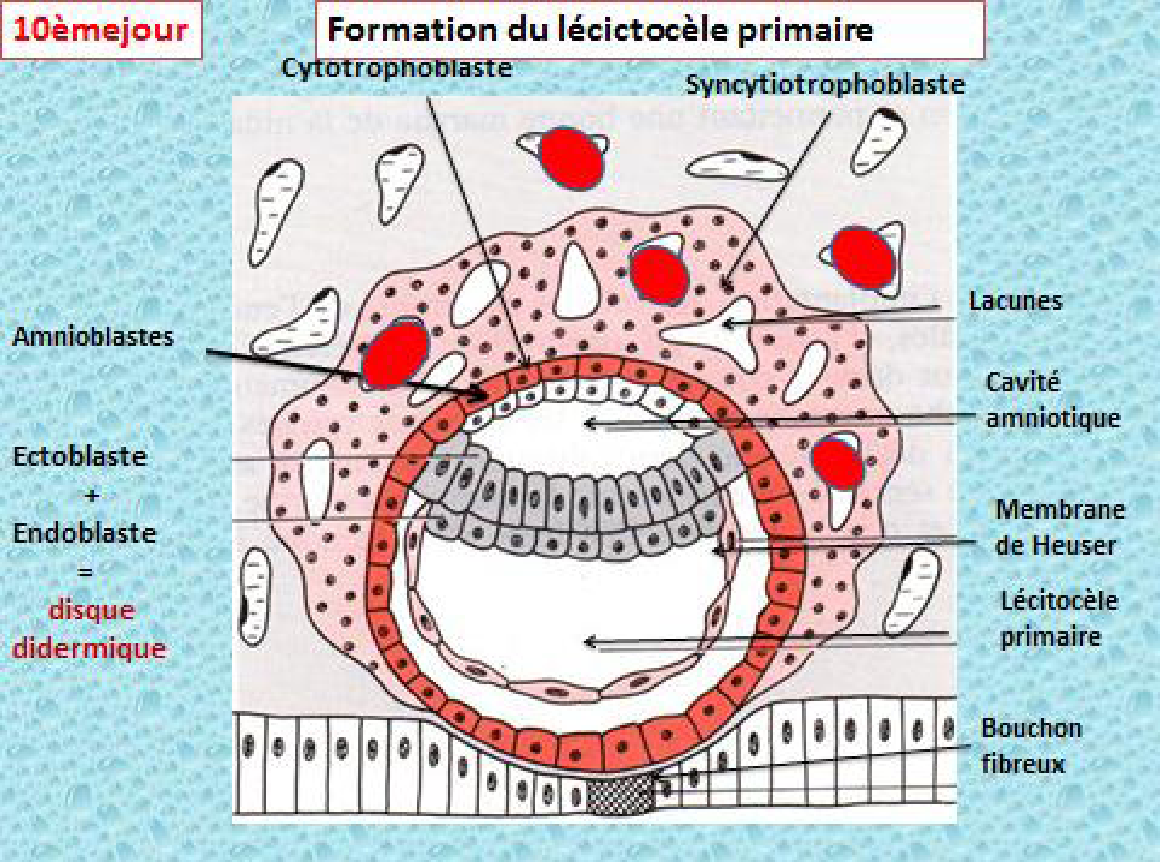 10èmejour
Formation du lécictocèle primaire
Cytotrophoblaste
Syncytiotrophoblaste
Amnioblastes
Ectoblaste
+
Endoblaste
=
disque
didermique
Lacunes
Cavité
amniotique
Membrane
de Heuser
Lécitocèle
primaire
Bouchon
fibreux